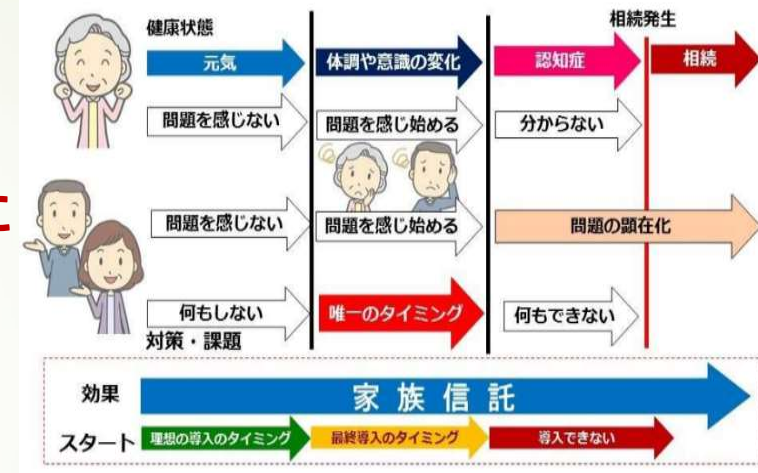 相続発生
健康状態
元気 体調や意識の変化 認知症 相続
問題を感じない 問題を感じ始める 分からない
に
問題を感じない 問題を感じ始める 問題の顕在化
何もしない 唯一のタイミング 何もできない
対策・課題
効果 家族信託
スタート 理想の導入のタイミング 最終導入のタイミング 導入できない